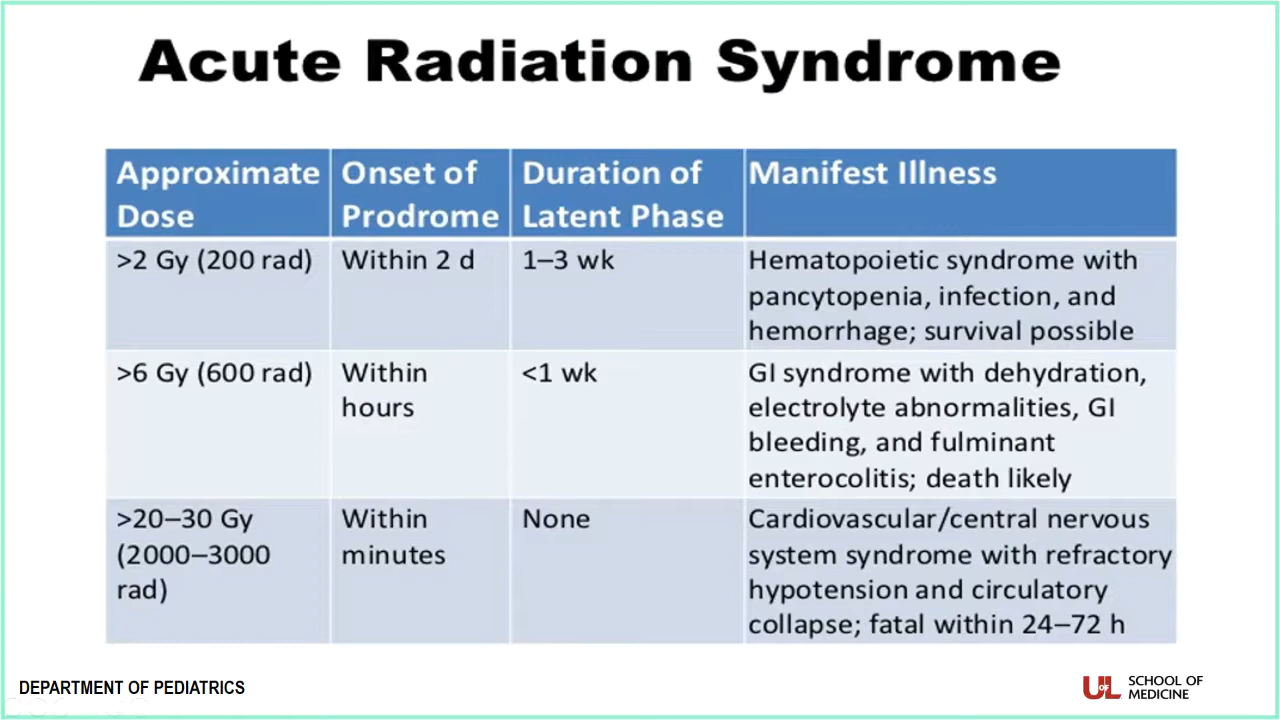 Acute Radiation Syndrome
Approximate Dose
Onset of Prodrome
Duration of Latent Phase
Manifest Illness
>2 Gy (200 rad)
Within 2 d
1–3 wk
Hematopoietic syndrome with
pancytopenia, infection, and
hemorrhage; survival possible
>6 Gy (600 rad)
Within
hours
<1 wk
GI syndrome with dehydration,
electrolyte abnormalities, GI
bleeding, and fulminant
enterocolitis; death likely
>20–30 Gy
(2000–3000
rad)
Within
minutes
None
Cardiovascular/central nervous
system syndrome with refractory
hypotension and circulatory
collapse; fatal within 24–72 h
DEPARTMENT OF PEDIATRICS
UofL
SCHOOL OF
MEDICINE